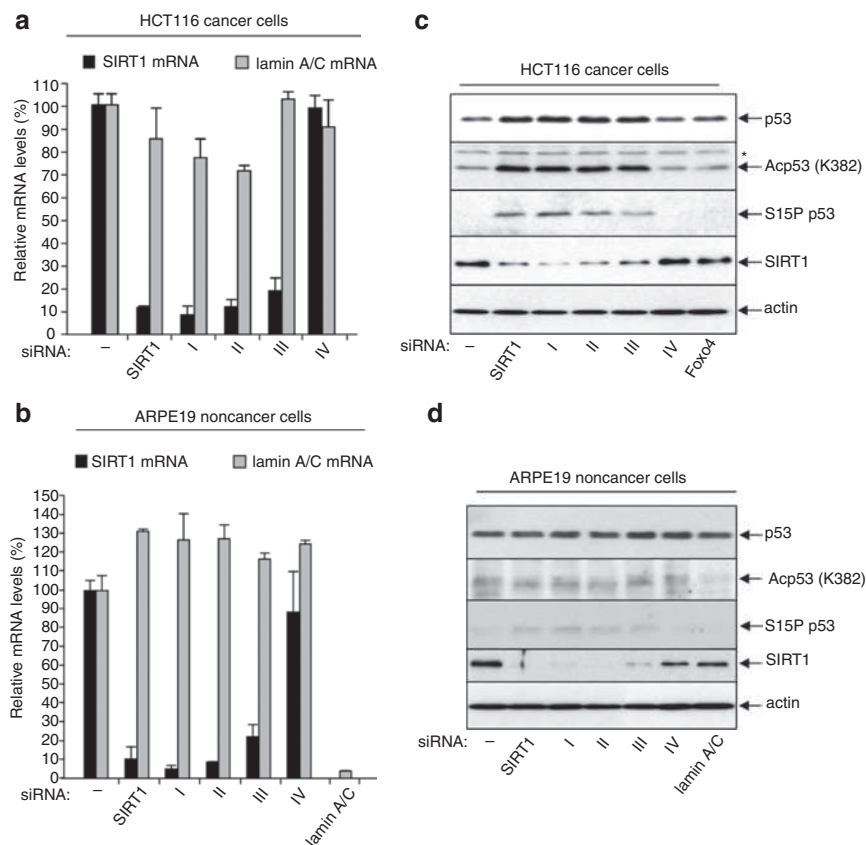 a
HCT116 cancer cells
SIRT1 mRNA lamin A/C mRNA
Relative mRNA levels (%)
110
100
90
80
70
60
50
40
30
20
10
0
siRNA: – SIRT1 I II III IV
b
ARPE19 noncancer cells
SIRT1 mRNA lamin A/C mRNA
Relative mRNA levels (%)
150
140
130
120
110
100
90
80
70
60
50
40
30
20
10
0
siRNA: – SIRT1 I II III IV lamin A/C
c
HCT116 cancer cells
p53
*
Acp53 (K382)
S15P p53
SIRT1
actin
siRNA: – SIRT1 I II III IV Foxo4
d
ARPE19 noncancer cells
p53
Acp53 (K382)
S15P p53
SIRT1
actin
siRNA: – SIRT1 I II III IV lamin A/C